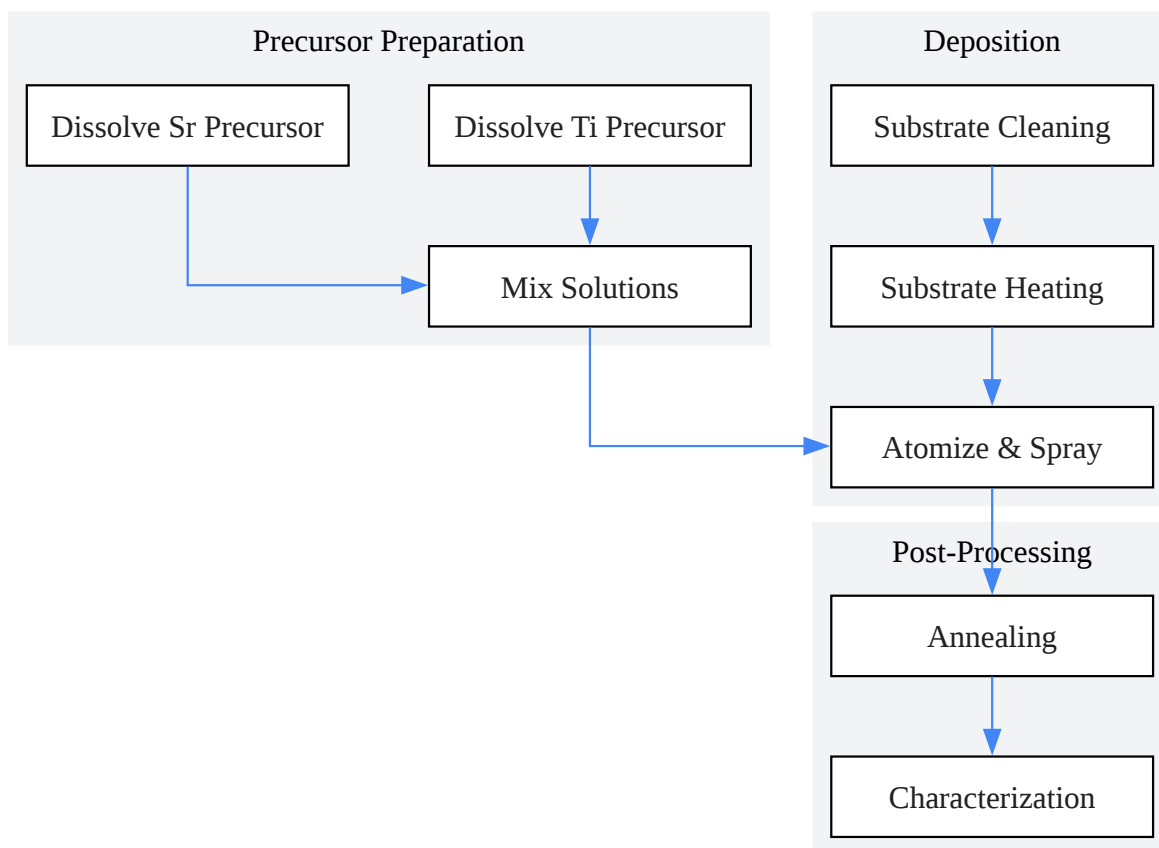 Precursor Preparation
Dissolve Sr Precursor
Dissolve Ti Precursor
Mix Solutions
Deposition
Substrate Cleaning
Substrate Heating
Atomize & Spray
Post-Processing
Annealing
Characterization